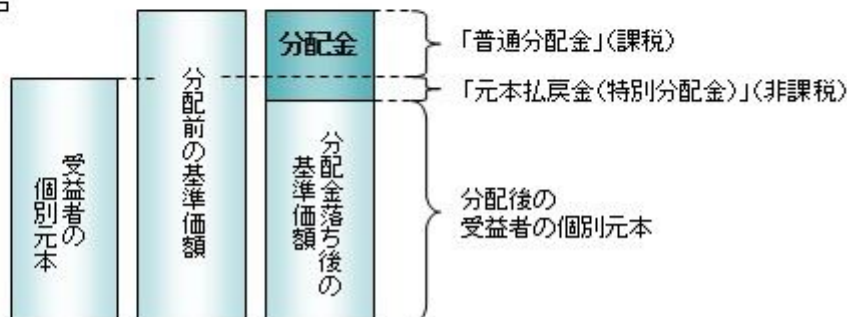 分配金
「普通分配金」(課税)
「元本払戻金(特別分配金)」(非課税)
受益者の
個別元本
分配前の基準価額
分配金落ち後の
基準価額
分配後の
受益者の個別元本